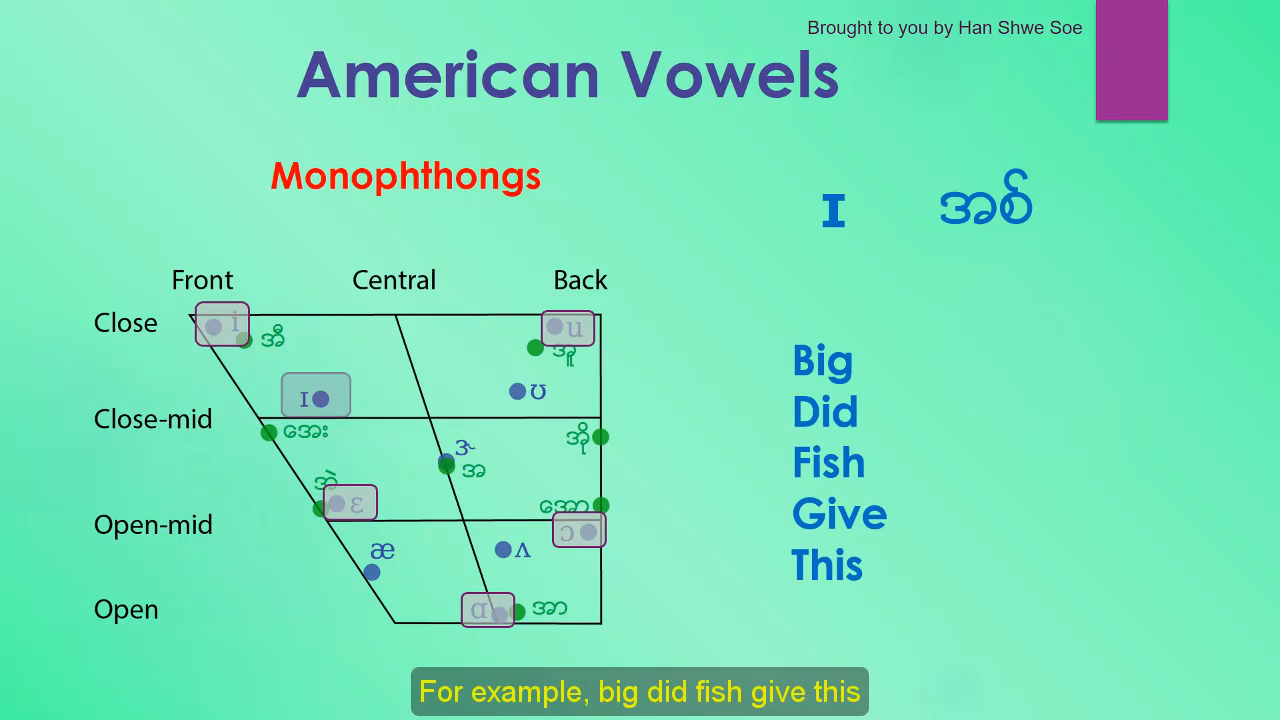 Brought to you by Han Shwe Soe
American Vowels
Monophthongs
ɪ အစ်
Front Central Back
Close
i
အီ
u
အူ
ɪ
ʊ
Close-mid
အေး
ɝ
အ
အို
အဲ
ɛ
အော
Open-mid
ɔ
æ
ʌ
Open
ɑ
အာ
Big
Did
Fish
Give
This
For example, big did fish give this